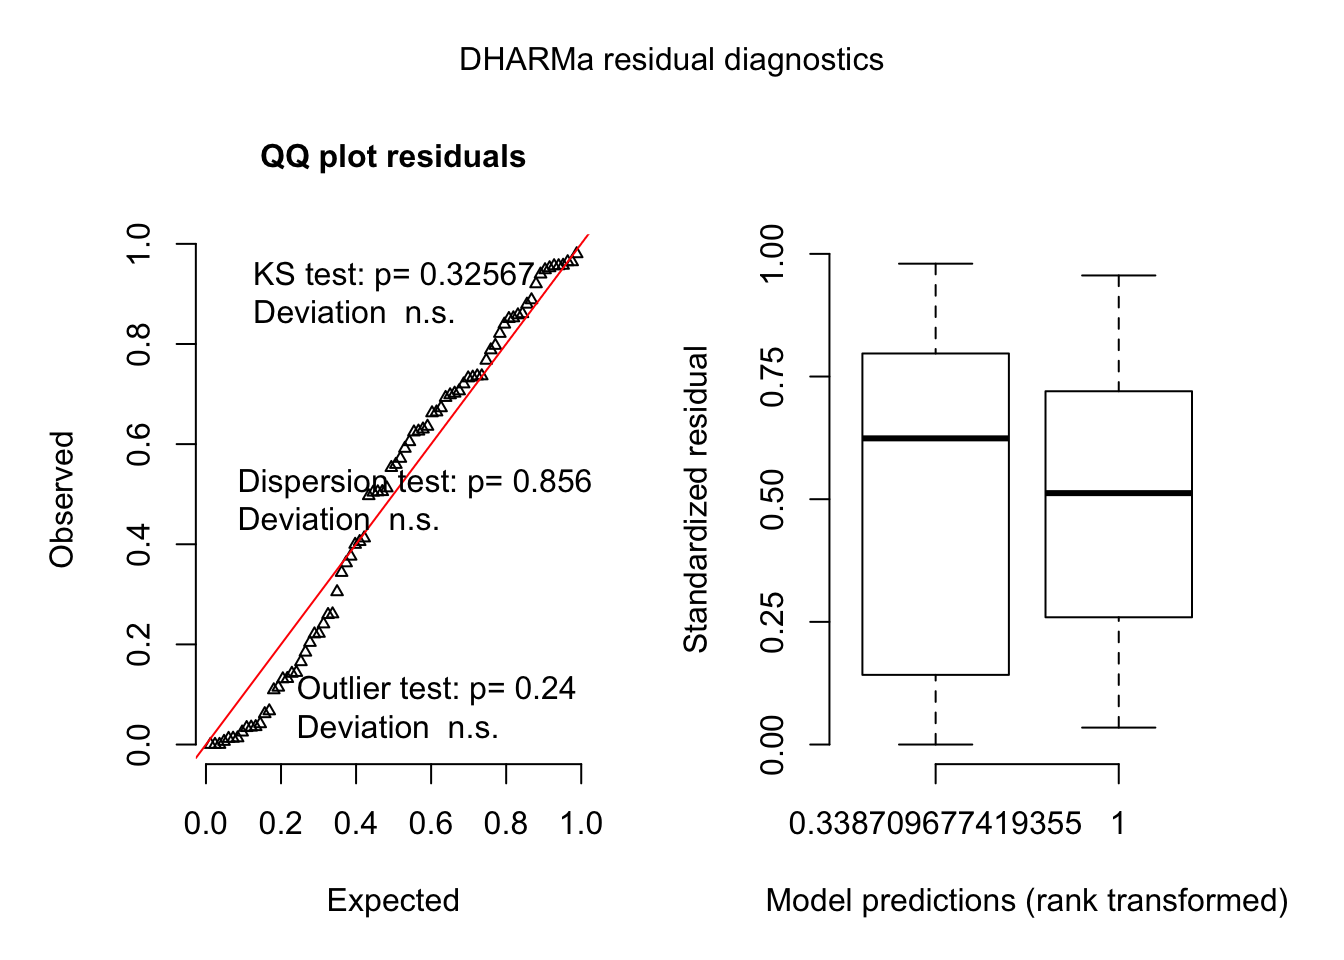 DHARMa residual diagnostics
QQ plot residuals
1.0
0.8
0.6
0.4
0.2
0.0
Observed
KS test: p= 0.32567
Deviation  n.s.
Dispersion test: p= 0.856
Deviation  n.s.
Outlier test: p= 0.24
Deviation  n.s.
0.0 0.2 0.4 0.6 0.8 1.0
Expected
1.00
0.75
0.50
0.25
0.00
Standardized residual
0.338709677419355 1
Model predictions (rank transformed)